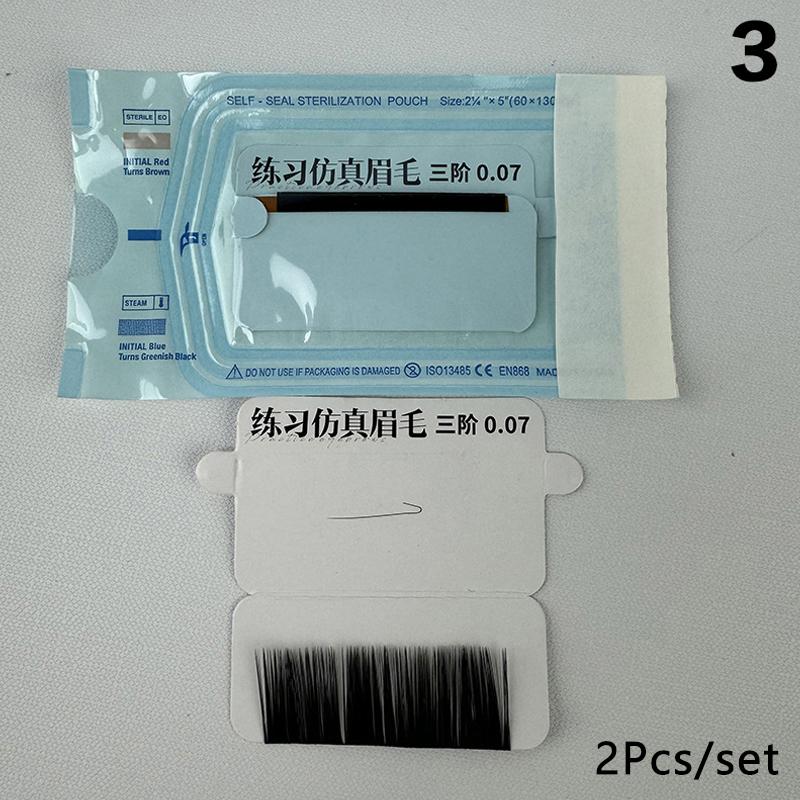 3
SELF - SEAL STERILIZATION POUCH Size:2¼"×5"(60×130
STERILE EO
INITIAL Red
Turns Brown
练习仿真眉毛 三阶 0.07
OPEN
STEAM
INITIAL Blue
Turns Greenish Black
DO NOT USE IF PACKAGING IS DAMAGED ISO13485 CE EN868 MAD
练习仿真眉毛 三阶 0.07
2Pcs/set